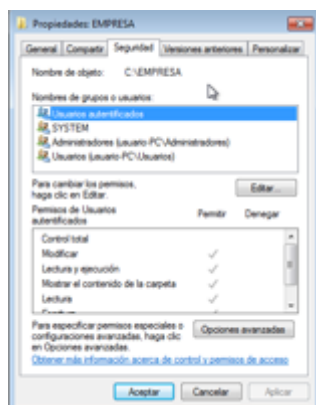 Propiedades: EMPRESA
General Compartir Seguridad Versiones anteriores Personalizar
Nombre de objeto: C:\EMPRESA
Nombres de grupos o usuarios:
Usuarios autentificados
SYSTEM
Administradores (usuario-PC\Administradores)
Usuarios (usuario-PC\Usuarios)
Para cambiar los permisos,
haga clic en Editar.
Editar...
Permisos de Usuarios
autentificados
Permitir Denegar
Control total
Modificar
Lectura y ejecución
Mostrar el contenido de la carpeta
Lectura
Para especificar permisos especiales o
configuraciones avanzadas, haga clic
en Opciones avanzadas.
Opciones avanzadas
Obtener más información acerca de control y permisos de acceso
Aceptar Cancelar Aplicar